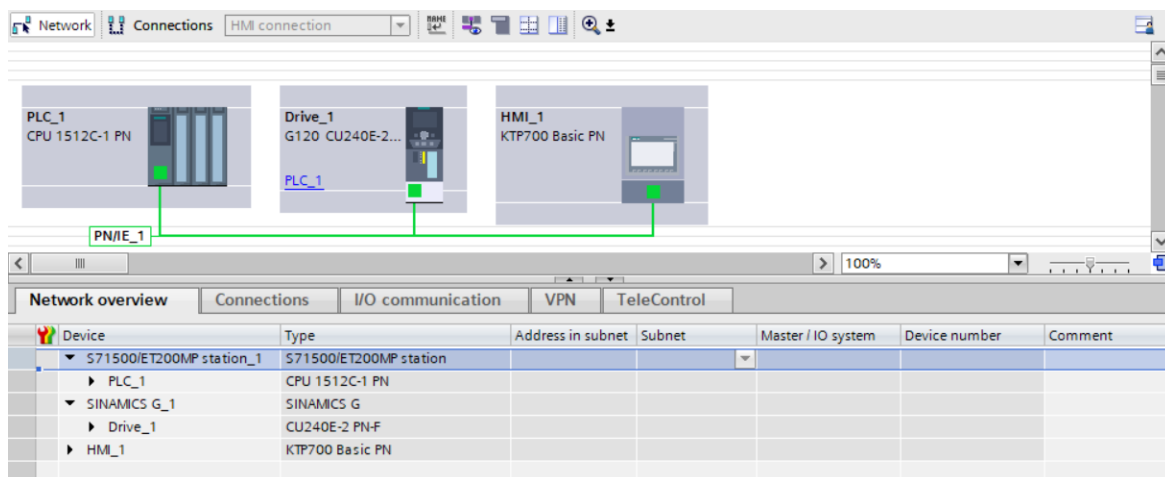 Network Connections HMI connection
PLC_1
CPU 1512C-1 PN
Drive_1
G120 CU240E-2...
PLC_1
HMI_1
KTP700 Basic PN
PN/IE_1
100%
Network overview Connections I/O communication VPN TeleControl
Device Type Address in subnet Subnet Master / IO system Device number Comment
S71500/ET200MP station_1 S71500/ET200MP station
PLC_1 CPU 1512C-1 PN
SINAMICS G_1 SINAMICS G
Drive_1 CU240E-2 PN-F
HMI_1 KTP700 Basic PN